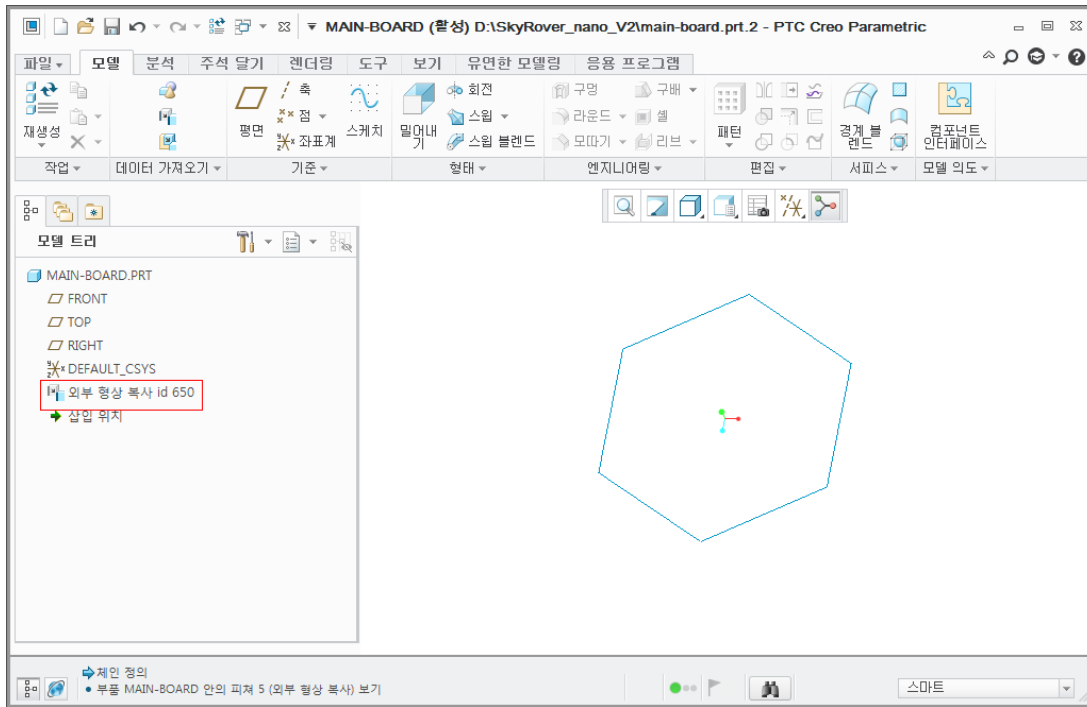 MAIN-BOARD (활성) D:\SkyRover_nano_V2\main-board.prt.2 - PTC Creo Parametric
파일 모델 분석 주석 달기 렌더링 도구 보기 유연한 모델링 응용 프로그램
재생성
평면
축
점
좌표계
스케치
밀어내기
회전
스윕
스윕 블렌드
구멍
라운드
모따기
구배
셸
리브
패턴
경계 블렌드
컴포넌트 인터페이스
작업 데이터 가져오기 기준 형태 엔지니어링 편집 서피스 모델 의도
모델 트리
MAIN-BOARD.PRT
FRONT
TOP
RIGHT
DEFAULT_CSYS
외부 형상 복사 id 650
삽입 위치
체인 정의
부품 MAIN-BOARD 안의 피쳐 5 (외부 형상 복사) 보기
스마트